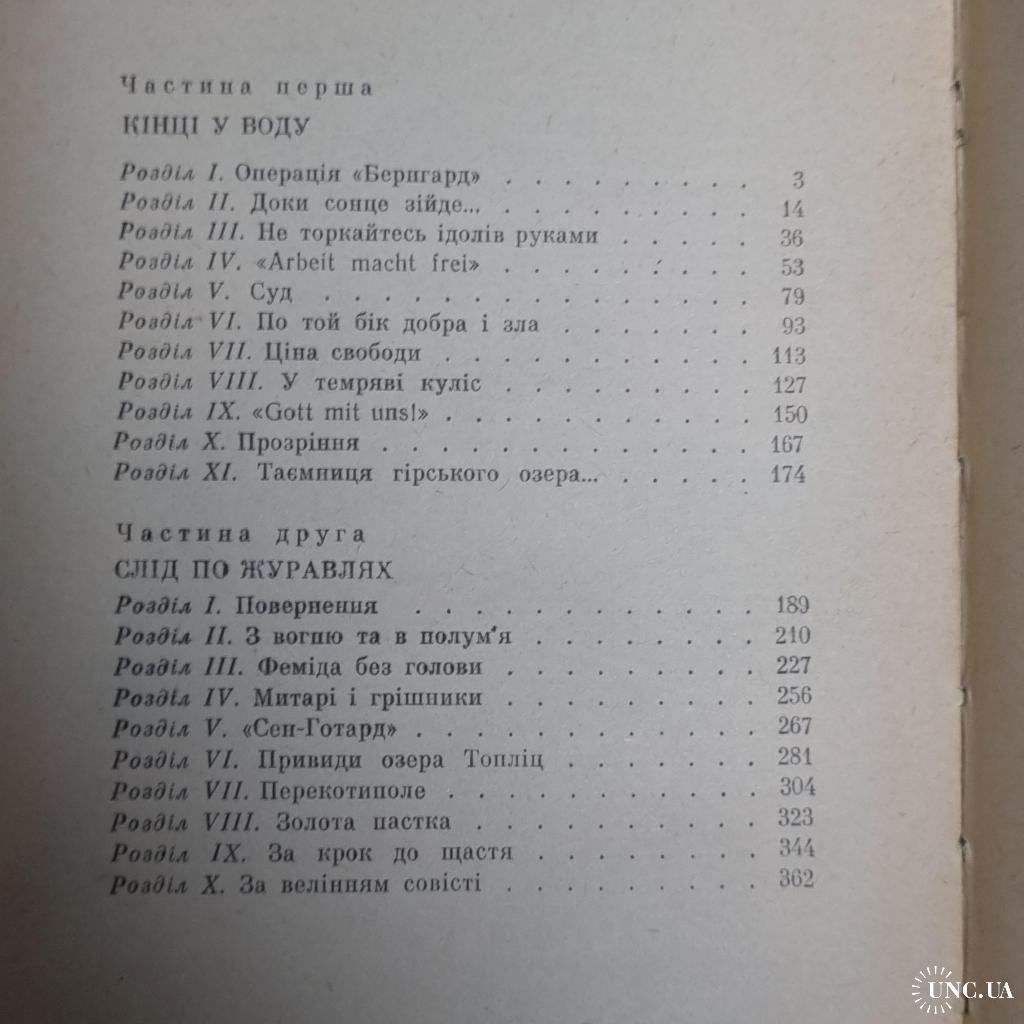 Частина перша
КІНЦІ У ВОДУ
Розділ I. Операція «Бернгард» . . . . . . . . . 3
Розділ II. Доки сонце зійде... . . . . . . . . . 14
Розділ III. Не торкайтесь ідолів руками . . . . . 36
Розділ IV. «Arbeit macht frei» . . . . . . . . . 53
Розділ V. Суд . . . . . . . . . . . . . . . 79
Розділ VI. По той бік добра і зла . . . . . . . 93
Розділ VII. Ціна свободи . . . . . . . . . . . 113
Розділ VIII. У темряві куліс . . . . . . . . . 127
Розділ IX. «Gott mit uns!» . . . . . . . . . . . 150
Розділ X. Прозріння . . . . . . . . . . . . . 167
Розділ XI. Таємниця гірського озера... . . . . . 174
Частина друга
СЛІД ПО ЖУРАВЛЯХ
Розділ I. Повернення . . . . . . . . . . . . 189
Розділ II. З вогню та в полум'я . . . . . . . . 210
Розділ III. Феміда без голови . . . . . . . . . 227
Розділ IV. Митарі і грішники . . . . . . . . . 256
Розділ V. «Сен-Готард» . . . . . . . . . . . . 267
Розділ VI. Привиди озера Топліц . . . . . . . 281
Розділ VII. Перекотиполе . . . . . . . . . . . 304
Розділ VIII. Золота пастка . . . . . . . . . . 323
Розділ IX. За крок до щастя . . . . . . . . 344
Розділ X. За велінням совісті . . . . . . . . . 362
UNC.UA